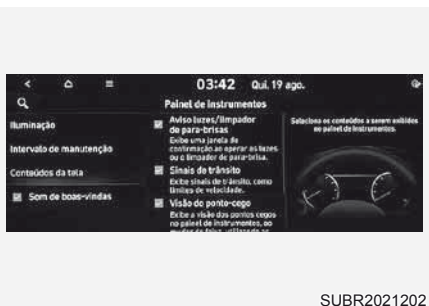 03:42 Qui, 19 ago.
Painel de Instrumentos
Iluminação
Intervalo de manutenção
Conteúdos da tela
Som de boas-vindas
Aviso luzes/limpador
de para-brisas
Exibe uma janela de
confirmação ao operar as luzes
ou o limpador de para-brisa.
Sinais de trânsito
Exibe sinais de trânsito, como
limites de velocidade.
Visão de ponto-cego
Exibe a visão dos pontos cegos
no painel de instrumentos, ao
Seleciona os conteúdos a serem exibidos
no painel de instrumentos.
SUBR2021202